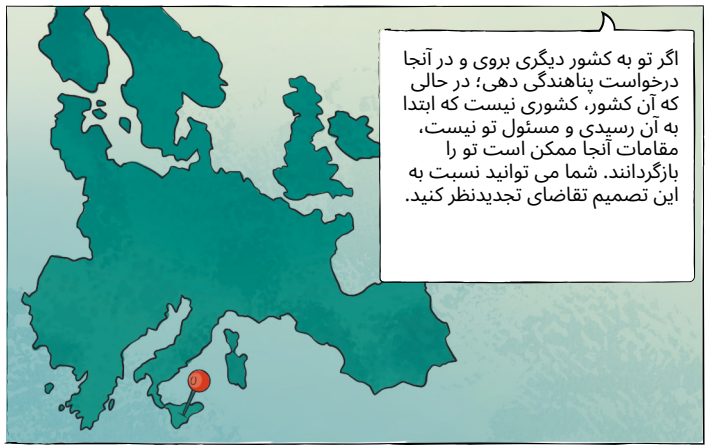 اگر تو به کشور دیگری بروی و در آنجا
درخواست پناهندگی دهی؛ در حالی
که آن کشور، کشوری نیست که ابتدا
به آن رسیدی و مسئول تو نیست،
مقامات آنجا ممکن است تو را
بازگردانند. شما می توانید نسبت به
این تصمیم تقاضای تجدیدنظر کنید.